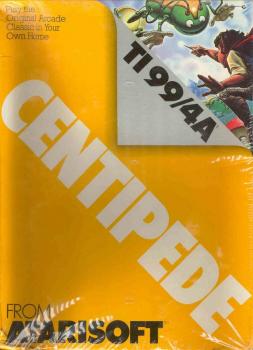 Play the
Original Arcade
Classic in Your
Own Home
TI 99/4A
CENTIPEDE
FROM
ATARISOFT